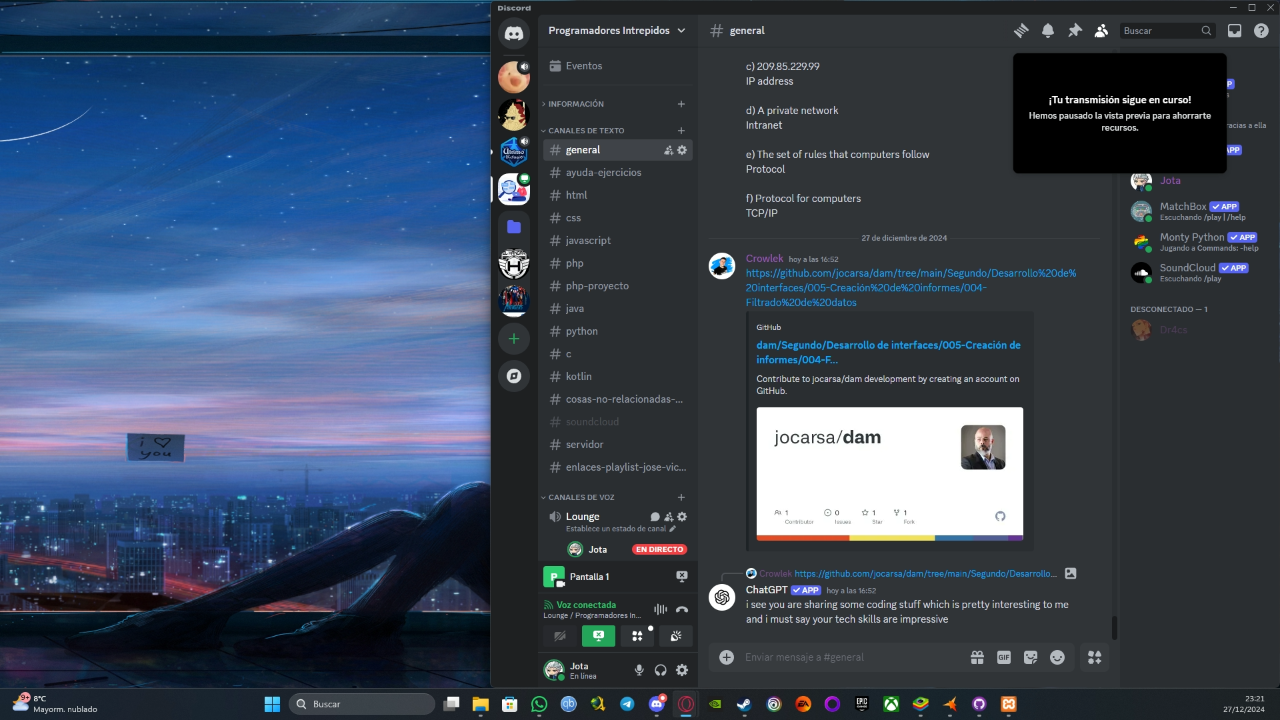 Discord
Programadores Intrepidos
general
Buscar
Eventos
INFORMACIÓN
CANALES DE TEXTO
general
ayuda-ejercicios
html
css
javascript
php
php-proyecto
java
python
c
kotlin
cosas-no-relacionadas-...
soundcloud
servidor
enlaces-playlist-jose-vic...
CANALES DE VOZ
Lounge
Establece un estado de canal
Jota EN DIRECTO
P Pantalla 1
Voz conectada
Lounge / Programadores In...
Jota
En línea
c) 209.85.229.99
IP address
d) A private network
Intranet
e) The set of rules that computers follow
Protocol
f) Protocol for computers
TCP/IP
27 de diciembre de 2024
Crowlek hoy a las 16:52
https://github.com/jocarsa/dam/tree/main/Segundo/Desarrollo%20de%
20interfaces/005-Creación%20de%20informes/004-
Filtrado%20de%20datos
GitHub
dam/Segundo/Desarrollo de interfaces/005-Creación de
informes/004-F...
Contribute to jocarsa/dam development by creating an account on
GitHub.
jocarsa/dam
1 0 1 1
Contributor Issues Star Fork
Crowlek https://github.com/jocarsa/dam/tree/main/Segundo/Desarrollo...
ChatGPT APP hoy a las 16:52
i see you are sharing some coding stuff which is pretty interesting to me
and i must say your tech skills are impressive
Enviar mensaje a #general
GIF
¡Tu transmisión sigue en curso!
Hemos pausado la vista previa para ahorrarte
recursos.
APP
racias a ella
APP
Jota
MatchBox APP
Escuchando /play | /help
Monty Python APP
Jugando a Commands: -help
SoundCloud APP
Escuchando /play
DESCONECTADO — 1
Dr4cx
i ♡
you
8°C
Mayorm. nublado
Buscar
23:21
27/12/2024